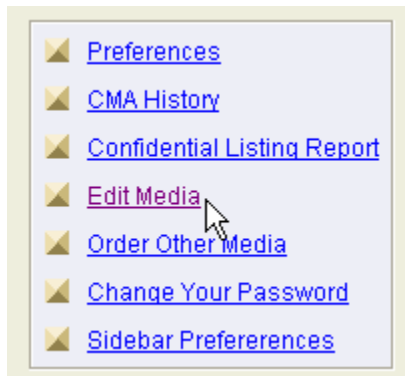 Preferences
CMA History
Confidential Listing Report
Edit Media
Order Other Media
Change Your Password
Sidebar Prefererences